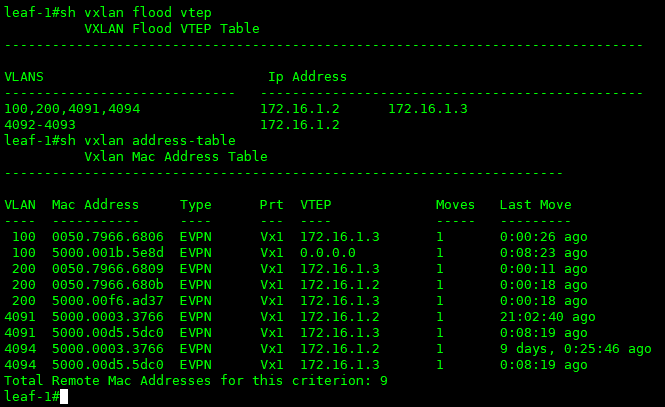 leaf-1#sh vxlan flood vtep
          VXLAN Flood VTEP Table
--------------------------------------------------------------------------------

VLANS                            Ip Address
-----------------------------   ------------------------------------------------
100,200,4091,4094               172.16.1.2      172.16.1.3
4092-4093                       172.16.1.2
leaf-1#sh vxlan address-table
          Vxlan Mac Address Table
----------------------------------------------------------------------

VLAN  Mac Address     Type      Prt  VTEP             Moves   Last Move
----  -----------     ----      ---  ----             -----   ---------
 100  0050.7966.6806  EVPN      Vx1  172.16.1.3       1       0:00:26 ago
 100  5000.001b.5e8d  EVPN      Vx1  0.0.0.0          1       0:08:23 ago
 200  0050.7966.6809  EVPN      Vx1  172.16.1.3       1       0:00:11 ago
 200  0050.7966.680b  EVPN      Vx1  172.16.1.2       1       0:00:18 ago
 200  5000.00f6.ad37  EVPN      Vx1  172.16.1.3       1       0:00:18 ago
4091  5000.0003.3766  EVPN      Vx1  172.16.1.2       1       21:02:40 ago
4091  5000.00d5.5dc0  EVPN      Vx1  172.16.1.3       1       0:08:19 ago
4094  5000.0003.3766  EVPN      Vx1  172.16.1.2       1       9 days, 0:25:46 ago
4094  5000.00d5.5dc0  EVPN      Vx1  172.16.1.3       1       0:08:19 ago
Total Remote Mac Addresses for this criterion: 9
leaf-1#